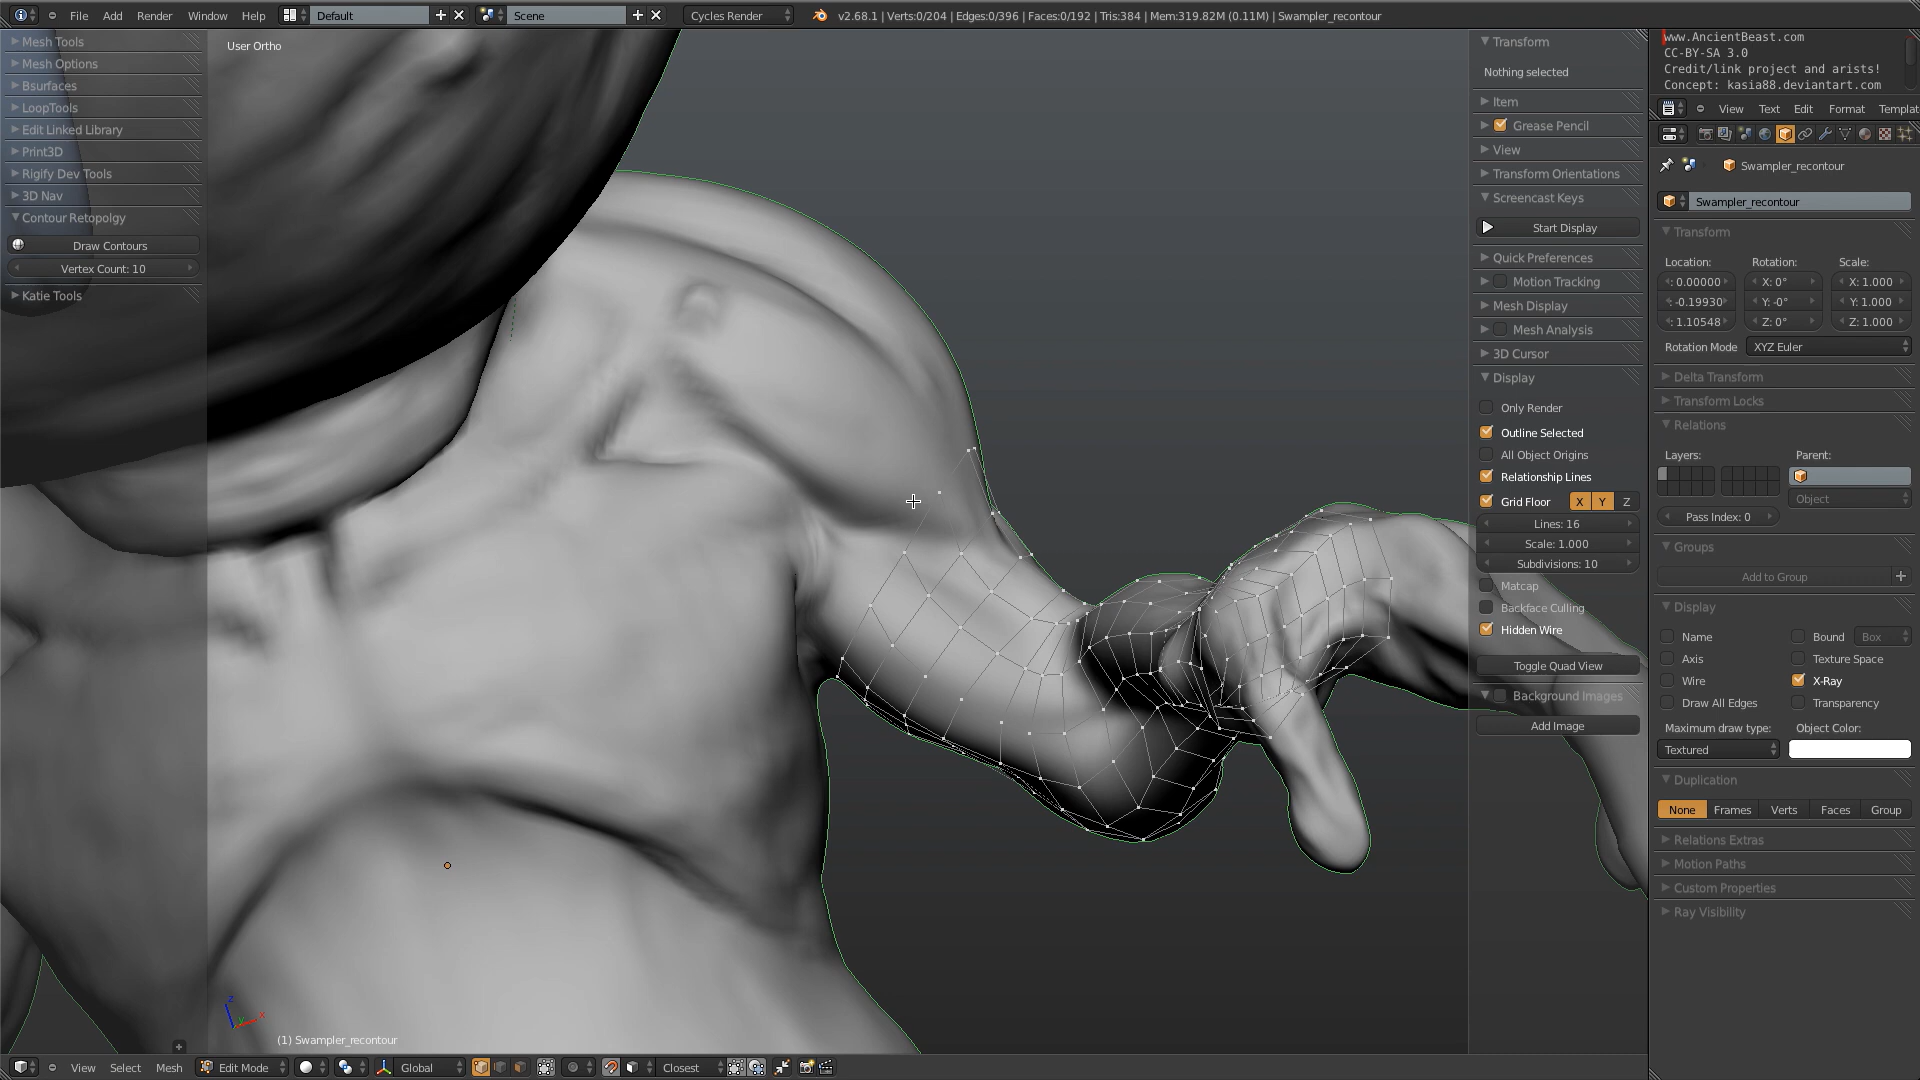 File Add Render Window Help Default Scene Cycles Render v2.68.1 | Verts:0/204 | Edges:0/396 | Faces:0/192 | Tris:384 | Mem:319.82M (0.11M) | Swampler_recontour
Mesh Tools
Mesh Options
Bsurfaces
LoopTools
Edit Linked Library
Print3D
Rigify Dev Tools
3D Nav
Contour Retopolgy
Draw Contours
Vertex Count: 10
Katie Tools
User Ortho
(1) Swampler_recontour
z
y
x
Transform
Nothing selected
Item
Grease Pencil
View
Transform Orientations
Screencast Keys
Start Display
Quick Preferences
Motion Tracking
Mesh Display
Mesh Analysis
3D Cursor
Display
Only Render
Outline Selected
All Object Origins
Relationship Lines
Grid Floor X Y Z
Lines: 16
Scale: 1.000
Subdivisions: 10
Matcap
Backface Culling
Hidden Wire
Toggle Quad View
Background Images
Add Image
www.AncientBeast.com
CC-BY-SA 3.0
Credit/link project and arists!
Concept: kasia88.deviantart.com
View Text Edit Format Templat
Swampler_recontour
Swampler_recontour
Transform
Location: Rotation: Scale:
: 0.00000 X: 0° X: 1.000
: -0.19930 Y: -0° Y: 1.000
: 1.10548 Z: 0° Z: 1.000
Rotation Mode XYZ Euler
Delta Transform
Transform Locks
Relations
Layers: Parent:
Object
Pass Index: 0
Groups
Add to Group
Display
Name Bound Box
Axis Texture Space
Wire X-Ray
Draw All Edges Transparency
Maximum draw type: Object Color:
Textured
Duplication
None Frames Verts Faces Group
Relations Extras
Motion Paths
Custom Properties
Ray Visibility
View Select Mesh Edit Mode Global Closest